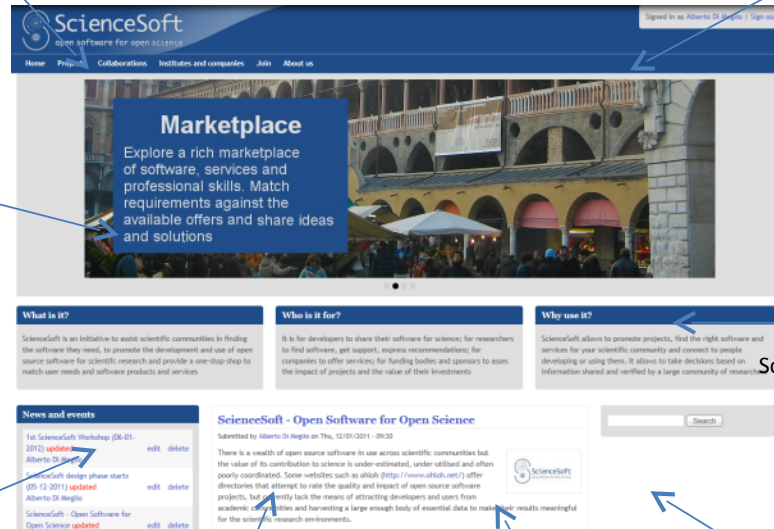 ScienceSoft
open software for open science
Signed in as Alberto Di Meglio | Sign ou
Home Projects Collaborations Institutes and companies Join About us
Marketplace
Explore a rich marketplace
of software, services and
professional skills. Match
requirements against the
available offers and share ideas
and solutions
What is it?
ScienceSoft is an initiative to assist scientific communities in finding
the software they need, to promote the development and use of open
source software for scientific research and provide a one-stop-shop to
match user needs and software products and services
Who is it for?
It is for developers to share their software for science; for researchers
to find software, get support, express recommendations; for
companies to offer services; for funding bodies and sponsors to asses
the impact of projects and the value of their investments
Why use it?
ScienceSoft allows to promote projects, find the right software and
services for your scientific community and connect to people
developing or using them. It allows to take decisions based on
information shared and verified by a large community of researche
Sc
News and events
1st ScienceSoft Workshop (06-01-
2012) updated
Alberto Di Meglio
edit delete
ScienceSoft design phase starts
(05-12-2011) updated
Alberto Di Meglio
edit delete
ScienceSoft - Open Software for
Open Science updated
edit delete
ScienceSoft - Open Software for Open Science
Submitted by Alberto Di Meglio on Thu, 12/01/2011 - 09:30
There is a wealth of open source software in use across scientific communities but
the value of its contribution to science is under-estimated, under-utilised and often
poorly coordinated. Some websites such as ohloh (http://www.ohloh.net/) offer
directories that attempt to rate the quality and impact of open source software
projects, but currently lack the means of attracting developers and users from
academic communities and harvesting a large enough body of essential data to make their results meaningful
for the scientific research environments.
ScienceSoft
Search